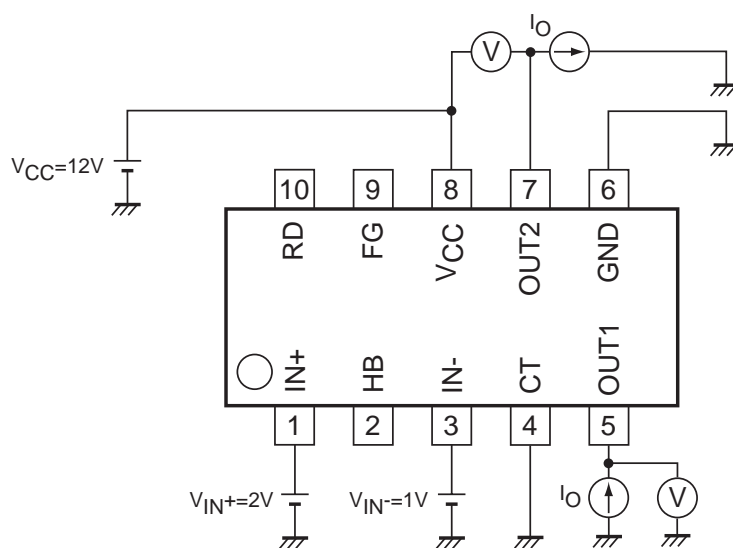 IO
V
VCC=12V
10 9 8 7 6
RD FG VCC OUT2 GND
IN+ HB IN- CT OUT1
1 2 3 4 5
VIN+=2V VIN-=1V IO V